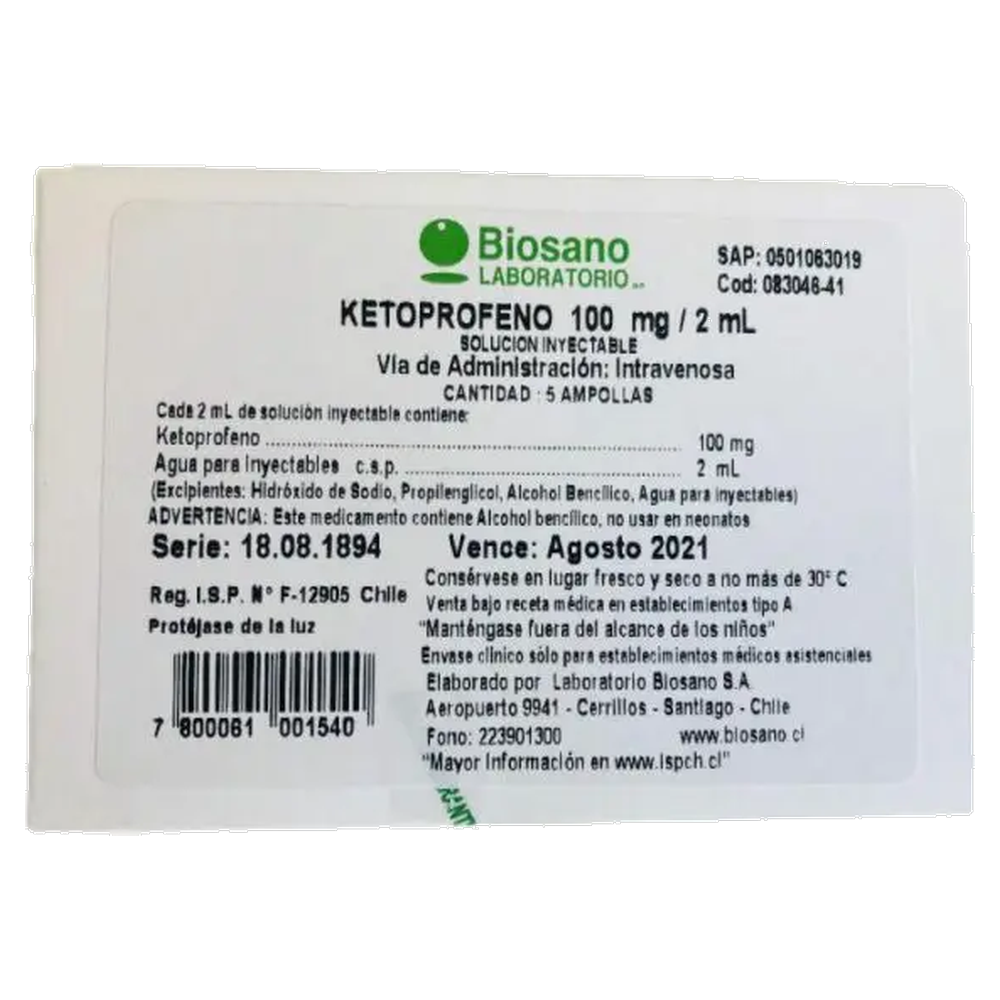 Biosano
LABORATORIO
SAP: 0501063019
Cod: 083046-41
KETOPROFENO 100 mg / 2 mL
SOLUCION INYECTABLE
Vía de Administración: Intravenosa
CANTIDAD : 5 AMPOLLAS
Cada 2 mL de solución inyectable contiene:
Ketoprofeno ........................................................ 100 mg
Agua para Inyectables c.s.p. ...................................... 2 mL
(Excipientes: Hidróxido de Sodio, Propilenglicol, Alcohol Bencílico, Agua para inyectables)
ADVERTENCIA: Este medicamento contiene Alcohol bencílico, no usar en neonatos
Serie: 18.08.1894 Vence: Agosto 2021
Consérvese en lugar fresco y seco a no más de 30° C
Reg. I.S.P. N° F-12905 Chile
Venta bajo receta médica en establecimientos tipo A
Protéjase de la luz
"Manténgase fuera del alcance de los niños"
Envase clínico sólo para establecimientos médicos asistenciales
Elaborado por Laboratorio Biosano S.A
Aeropuerto 9941 - Cerrillos - Santiago - Chile
7 800061 001540
Fono: 223901300 www.biosano.cl
"Mayor Información en www.ispch.cl"